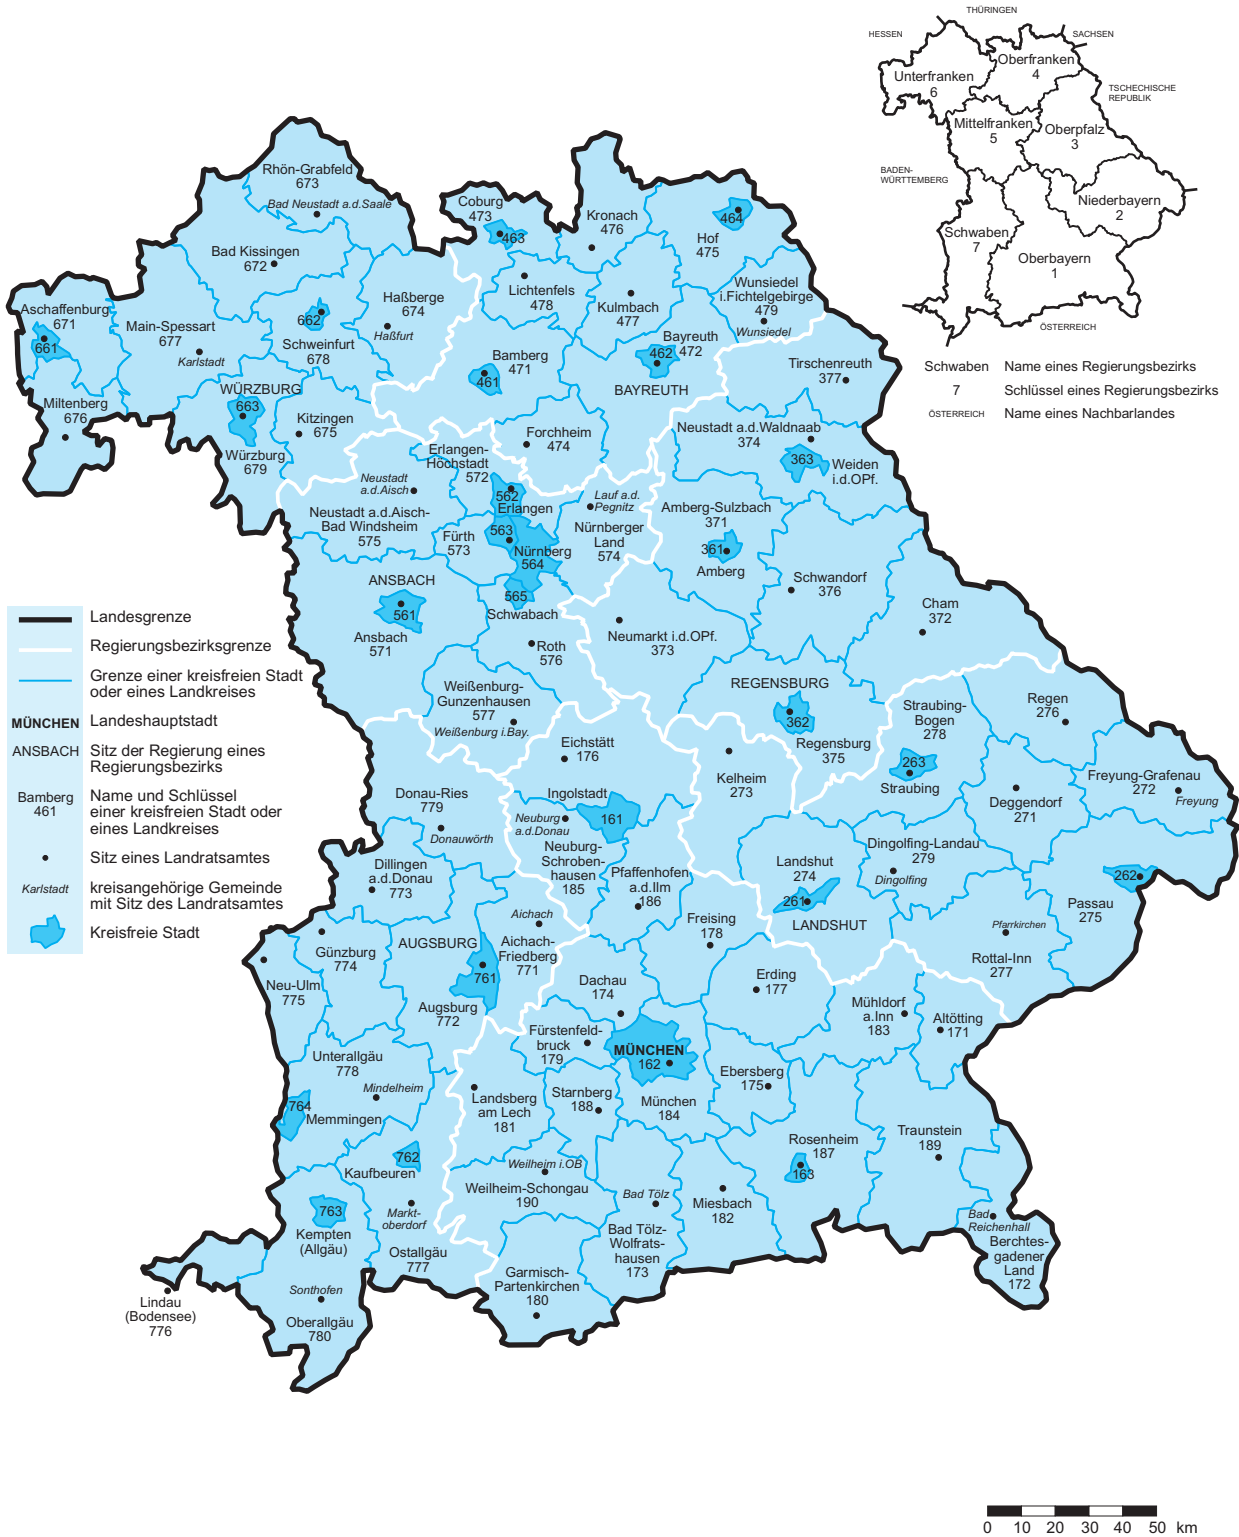 THÜRINGEN
HESSEN
SACHSEN
Oberfranken
4
Unterfranken
6
TSCHECHISCHE
REPUBLIK
Mittelfranken
5
Oberpfalz
3
BADEN-
WÜRTTEMBERG
Niederbayern
2
Schwaben
7
Oberbayern
1
ÖSTERREICH
Schwaben Name eines Regierungsbezirks
7 Schlüssel eines Regierungsbezirks
ÖSTERREICH Name eines Nachbarlandes
Rhön-Grabfeld
673
Bad Neustadt a.d.Saale
Coburg
473
463
Kronach
476
464
Hof
475
Bad Kissingen
672
Lichtenfels
478
Kulmbach
477
Wunsiedel
i.Fichtelgebirge
479
Wunsiedel
Aschaffenburg
671
661
Main-Spessart
677
Karlstadt
662
Schweinfurt
678
Haßberge
674
Haßfurt
Bamberg
471
461
Bayreuth
472
462
BAYREUTH
Tirschenreuth
377
Miltenberg
676
WÜRZBURG
663
Würzburg
679
Kitzingen
675
Forchheim
474
Neustadt a.d.Waldnaab
374
363
Weiden
i.d.OPf.
Erlangen-
Höchstadt
572
Neustadt
a.d.Aisch
562
Erlangen
Lauf a.d.
Pegnitz
Neustadt a.d.Aisch-
Bad Windsheim
575
Fürth
573
563
Nürnberg
564
Nürnberger
Land
574
Amberg-Sulzbach
371
361
Amberg
ANSBACH
561
Ansbach
571
565
Schwabach
Schwandorf
376
Cham
372
Roth
576
Neumarkt i.d.OPf.
373
Weißenburg-
Gunzenhausen
577
Weißenburg i.Bay.
REGENSBURG
362
Regensburg
375
Straubing-
Bogen
278
263
Straubing
Regen
276
Eichstätt
176
Kelheim
273
Deggendorf
271
Freyung-Grafenau
272
Freyung
Landesgrenze
Regierungsbezirksgrenze
Grenze einer kreisfreien Stadt
oder eines Landkreises
MÜNCHEN Landeshauptstadt
ANSBACH Sitz der Regierung eines
Regierungsbezirks
Bamberg
461
Name und Schlüssel
einer kreisfreien Stadt oder
eines Landkreises
Sitz eines Landratsamtes
Karlstadt kreisangehörige Gemeinde
mit Sitz des Landratsamtes
Kreisfreie Stadt
Donau-Ries
779
Donauwörth
Ingolstadt
161
Neuburg
a.d.Donau
Neuburg-
Schroben-
hausen
185
Pfaffenhofen
a.d.Ilm
186
Dillingen
a.d.Donau
773
Landshut
274
261
LANDSHUT
Dingolfing-Landau
279
Dingolfing
262
Passau
275
Pfarrkirchen
Rottal-Inn
277
Aichach
Aichach-
Friedberg
771
Freising
178
Günzburg
774
AUGSBURG
761
Augsburg
772
Neu-Ulm
775
Dachau
174
Erding
177
Mühldorf
a.Inn
183
Altötting
171
Fürstenfeld-
bruck
179
MÜNCHEN
162
Ebersberg
175
Unterallgäu
778
Mindelheim
764
Memmingen
Landsberg
am Lech
181
Starnberg
188
München
184
Rosenheim
187
163
Traunstein
189
762
Kaufbeuren
Weilheim i.OB
Weilheim-Schongau
190
763
Kempten
(Allgäu)
Markt-
oberdorf
Ostallgäu
777
Bad Tölz
Bad Tölz-
Wolfrats-
hausen
173
Miesbach
182
Bad
Reichenhall
Berchtes-
gadener
Land
172
Garmisch-
Partenkirchen
180
Lindau
(Bodensee)
776
Sonthofen
Oberallgäu
780
0 10 20 30 40 50 km